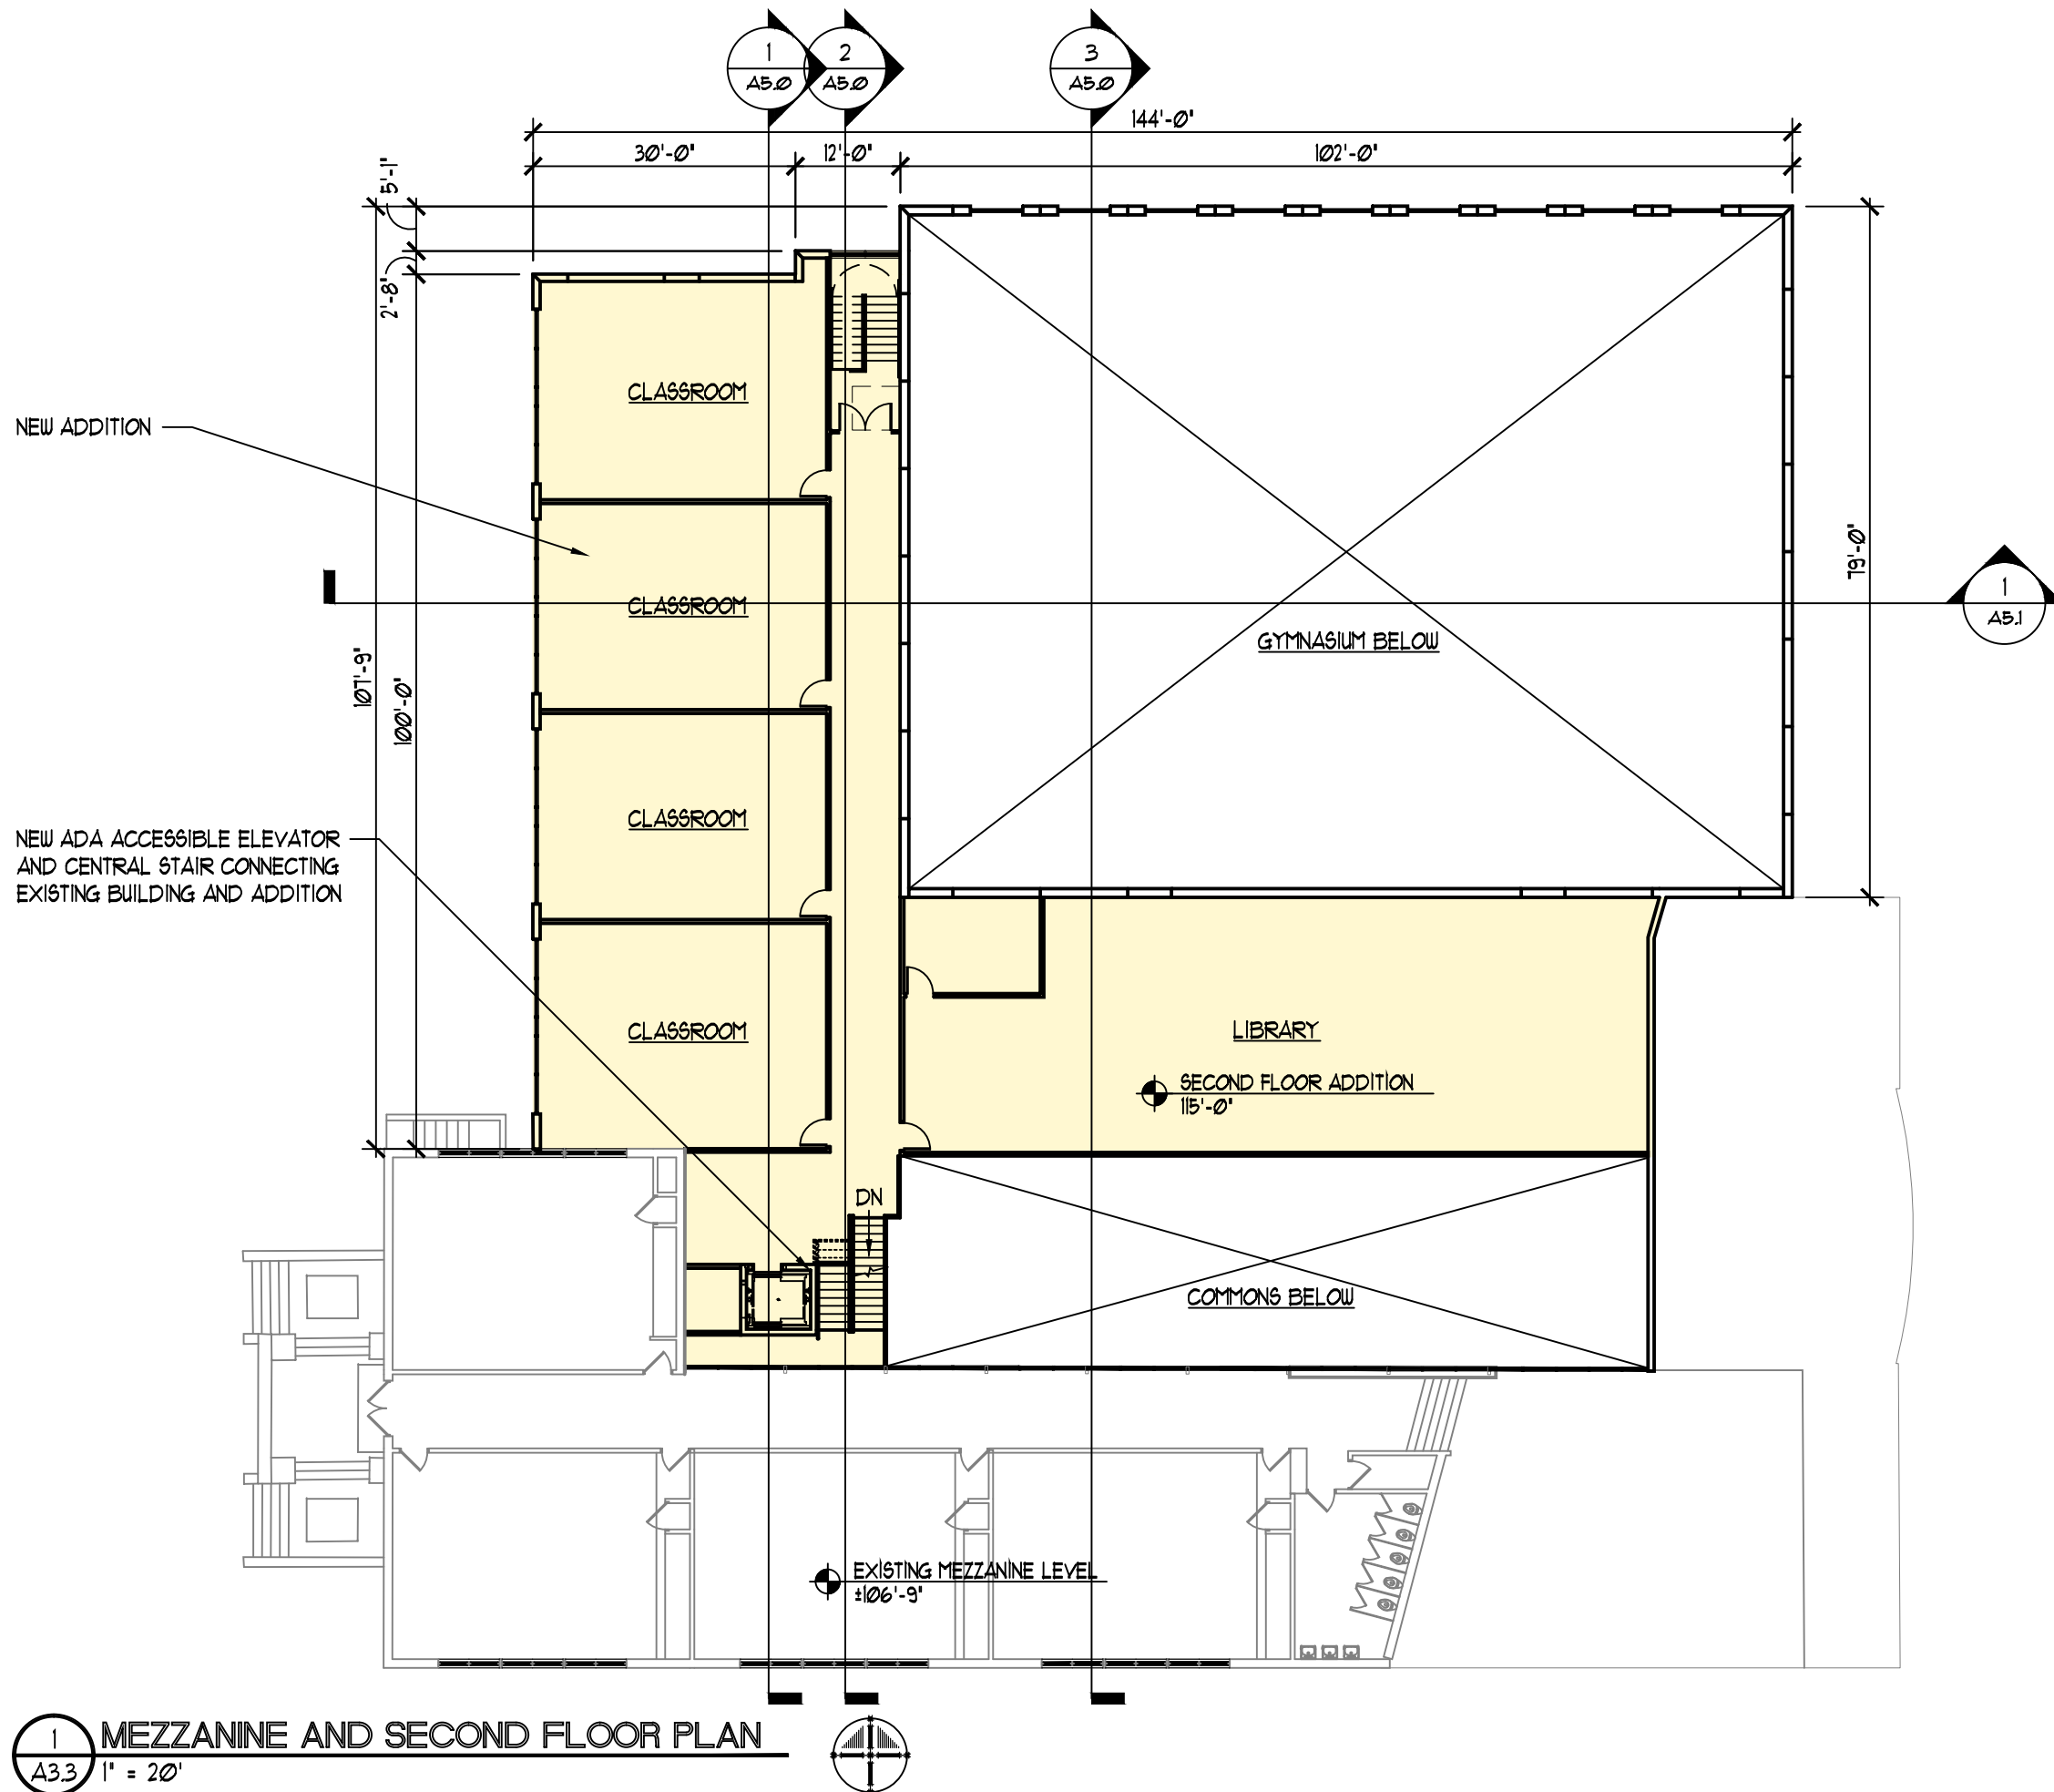 1
A5.0
2
A5.0
3
A5.0
144'-0"
30'-0"
12'-0"
102'-0"
5'-1"
2'-8"
CLASSROOM
NEW ADDITION
79'-0"
CLASSROOM
1
A5.1
GYMNASIUM BELOW
107'-9"
100'-0"
CLASSROOM
NEW ADA ACCESSIBLE ELEVATOR
AND CENTRAL STAIR CONNECTING
EXISTING BUILDING AND ADDITION
CLASSROOM
LIBRARY
SECOND FLOOR ADDITION
115'-0"
DN
COMMONS BELOW
EXISTING MEZZANINE LEVEL
±106'-9"
1
A3.3
MEZZANINE AND SECOND FLOOR PLAN
1" = 20'